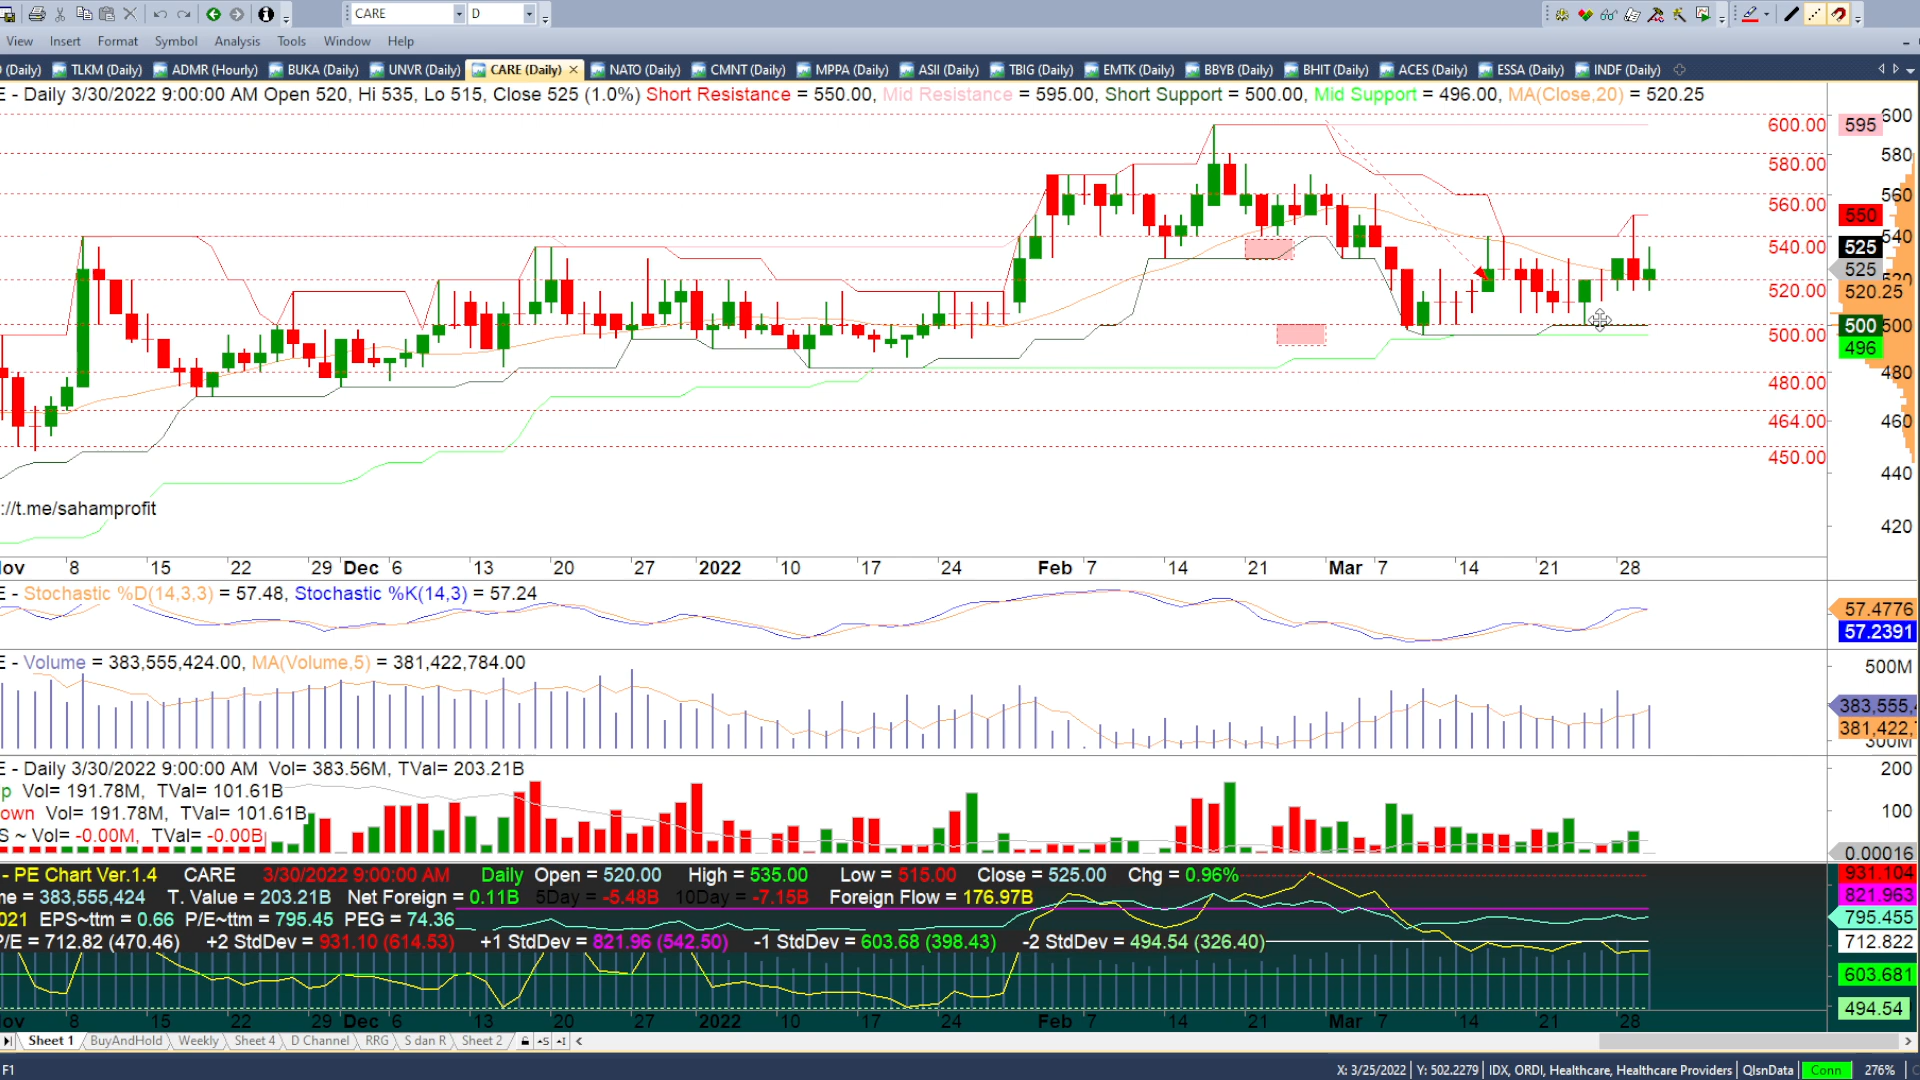 CARE D
View Insert Format Symbol Analysis Tools Window Help
(Daily) TLKM (Daily) ADMR (Hourly) BUKA (Daily) UNVR (Daily) CARE (Daily) NATO (Daily) CMNT (Daily) MPPA (Daily) ASII (Daily) TBIG (Daily) EMTK (Daily) BBYB (Daily) BHIT (Daily) ACES (Daily) ESSA (Daily) INDF (Daily)
E - Daily 3/30/2022 9:00:00 AM Open 520, Hi 535, Lo 515, Close 525 (1.0%) Short Resistance = 550.00, Mid Resistance = 595.00, Short Support = 500.00, Mid Support = 496.00, MA(Close,20) = 520.25
600
600.00 595
580.00 580
560
560.00 550
540
540.00 525
525
520
520.00 520.25
500.00 500 500
496
480.00 480
464.00 460
450.00
440
://t.me/sahamprofit
420
ov 8 15 22 29 Dec 6 13 20 27 2022 10 17 24 Feb 7 14 21 Mar 7 14 21 28
E - Stochastic %D(14,3,3) = 57.48, Stochastic %K(14,3) = 57.24
57.4776
57.2391
E - Volume = 383,555,424.00, MA(Volume,5) = 381,422,784.00
500M
383,555,
381,422,
300M
E - Daily 3/30/2022 9:00:00 AM Vol= 383.56M, TVal= 203.21B
200
p Vol= 191.78M, TVal= 101.61B
own Vol= 191.78M, TVal= 101.61B
100
S ~ Vol= -0.00M, TVal= -0.00B
0.00016
- PE Chart Ver.1.4 CARE 3/30/2022 9:00:00 AM Daily Open = 520.00 High = 535.00 Low = 515.00 Close = 525.00 Chg = 0.96%
931.104
me = 383,555,424 T. Value = 203.21B Net Foreign = 0.11B 5Day = -5.48B 10Day = -7.15B Foreign Flow = 176.97B
821.963
021 EPS~ttm = 0.66 P/E~ttm = 795.45 PEG = 74.36
795.455
P/E = 712.82 (470.46) +2 StdDev = 931.10 (614.53) +1 StdDev = 821.96 (542.50) -1 StdDev = 603.68 (398.43) -2 StdDev = 494.54 (326.40)
712.822
603.681
494.54
ov 8 15 22 29 Dec 6 13 20 27 2022 10 17 24 Feb 7 14 21 Mar 7 14 21 28
Sheet 1 BuyAndHold Weekly Sheet 4 D Channel RRG S dan R Sheet 2
F1 X: 3/25/2022 Y: 502.2279 IDX, ORDI, Healthcare, Healthcare Providers QlsnData Conn 276%